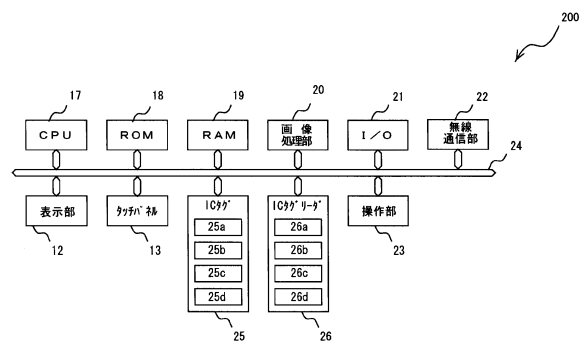 200
17
18
19
20
21
22
CPU
ROM
RAM
画像
処理部
I/O
無線
通信部
24
表示部
タッチパネル
ICタグ
25a
25b
25c
25d
ICタグリーダ
26a
26b
26c
26d
操作部
12
13
25
26
23